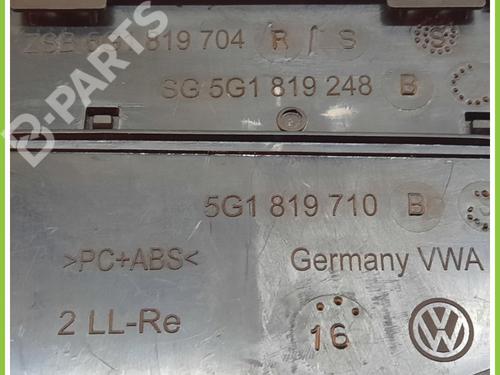 ZSB 5G1 819 704 R S S
SG 5G1 819 248 B
B-PARTS
5G1 819 710 B
>PC+ABS< Germany VWA
2 LL-Re 16 VW